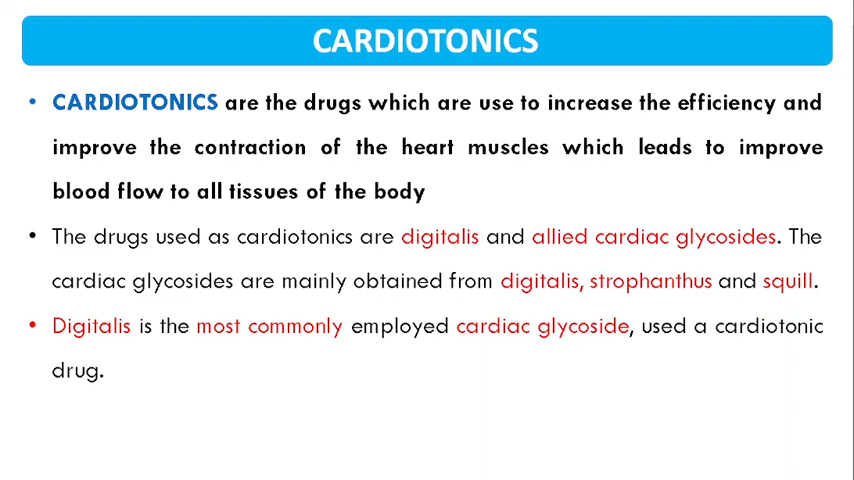 CARDIOTONICS
• CARDIOTONICS are the drugs which are use to increase the efficiency and
improve the contraction of the heart muscles which leads to improve
blood flow to all tissues of the body
• The drugs used as cardiotonics are digitalis and allied cardiac glycosides. The
cardiac glycosides are mainly obtained from digitalis, strophanthus and squill.
• Digitalis is the most commonly employed cardiac glycoside, used a cardiotonic
drug.